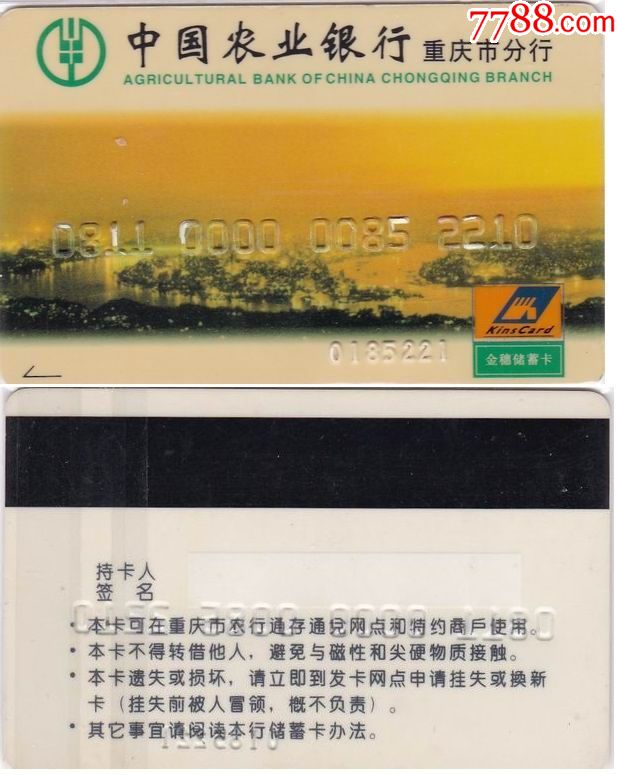 7788.com
中国农业银行 重庆市分行
AGRICULTURAL BANK OF CHINA CHONGQING BRANCH
0811 0000 0085 2210
KinsCard
0185221
金穗储蓄卡
持卡人
签 名
0811 0000 0085 2210
·本卡可在重庆市农行通存通兑网点和特约商户使用。
·本卡不得转借他人，避免与磁性和尖硬物质接触。
·本卡遗失或损坏，请立即到发卡网点申请挂失或换新
卡（挂失前被人冒领，概不负责）。
·其它事宜请阅读本行储蓄卡办法。
0185221